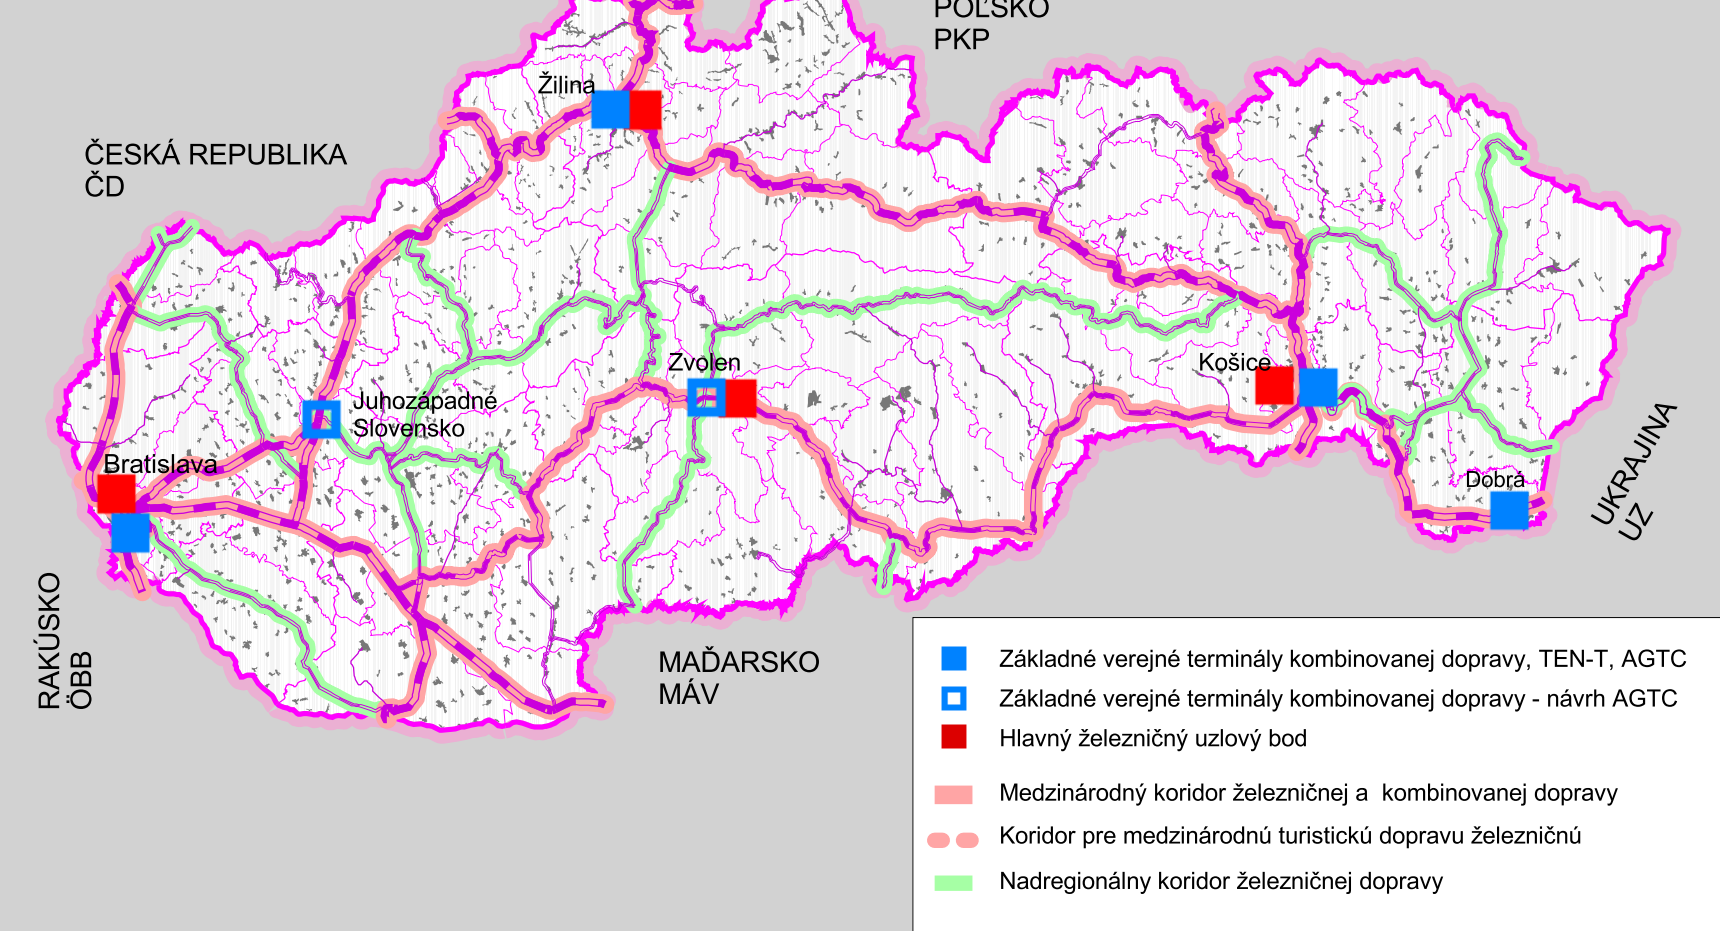 POĽSKO
PKP
Žilina
ČESKÁ REPUBLIKA
ČD
Zvolen
Košice
Juhozápadné
Slovensko
Bratislava
Dobrá
UKRAJINA
UZ
RAKÚSKO
ÖBB
MAĎARSKO
MÁV
Základné verejné terminály kombinovanej dopravy, TEN-T, AGTC
Základné verejné terminály kombinovanej dopravy - návrh AGTC
Hlavný železničný uzlový bod
Medzinárodný koridor železničnej a kombinovanej dopravy
Koridor pre medzinárodnú turistickú dopravu železničnú
Nadregionálny koridor železničnej dopravy